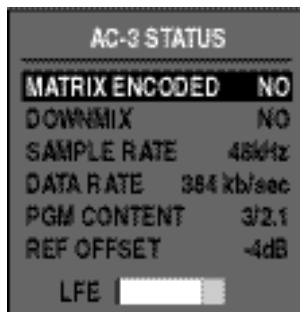 AC-3 STATUS
MATRIX ENCODED NO
DOWNMIX NO
SAMPLE RATE 48kHz
DATA RATE 384 kb/sec
PGM CONTENT 3/2.1
REF OFFSET -4dB
LFE